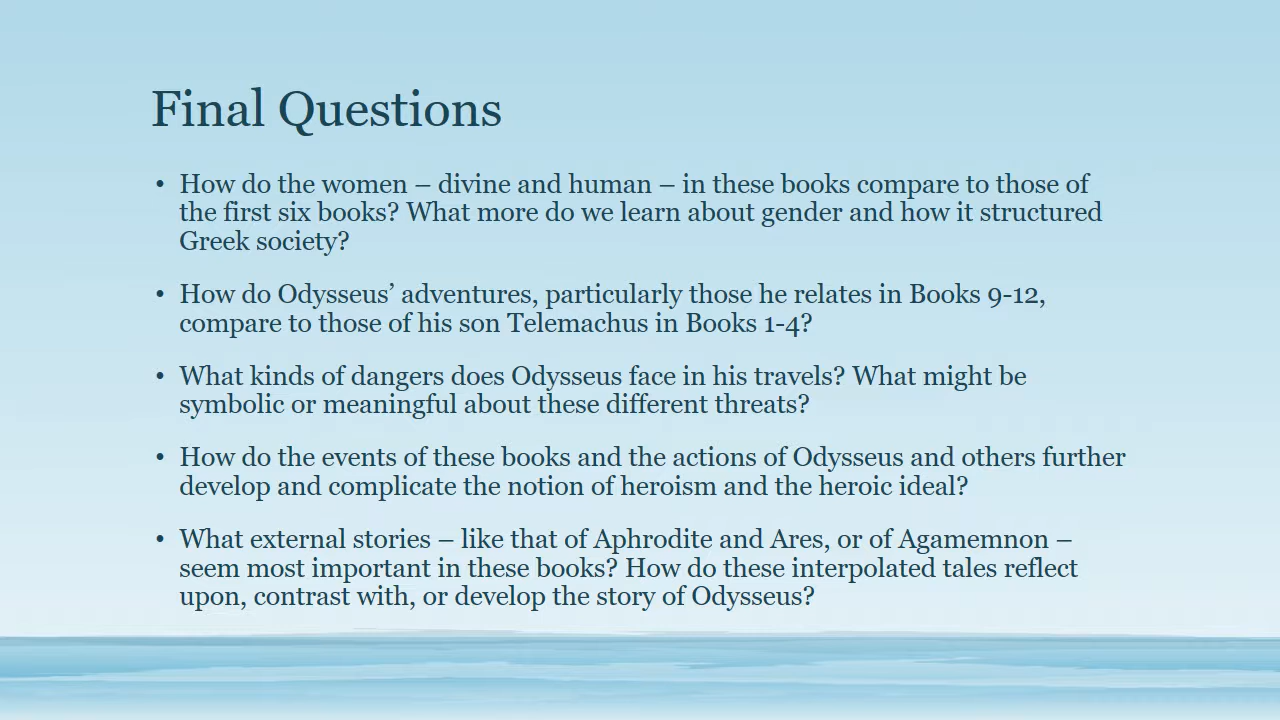 Final Questions
• How do the women – divine and human – in these books compare to those of
the first six books? What more do we learn about gender and how it structured
Greek society?
• How do Odysseus’ adventures, particularly those he relates in Books 9-12,
compare to those of his son Telemachus in Books 1-4?
• What kinds of dangers does Odysseus face in his travels? What might be
symbolic or meaningful about these different threats?
• How do the events of these books and the actions of Odysseus and others further
develop and complicate the notion of heroism and the heroic ideal?
• What external stories – like that of Aphrodite and Ares, or of Agamemnon –
seem most important in these books? How do these interpolated tales reflect
upon, contrast with, or develop the story of Odysseus?